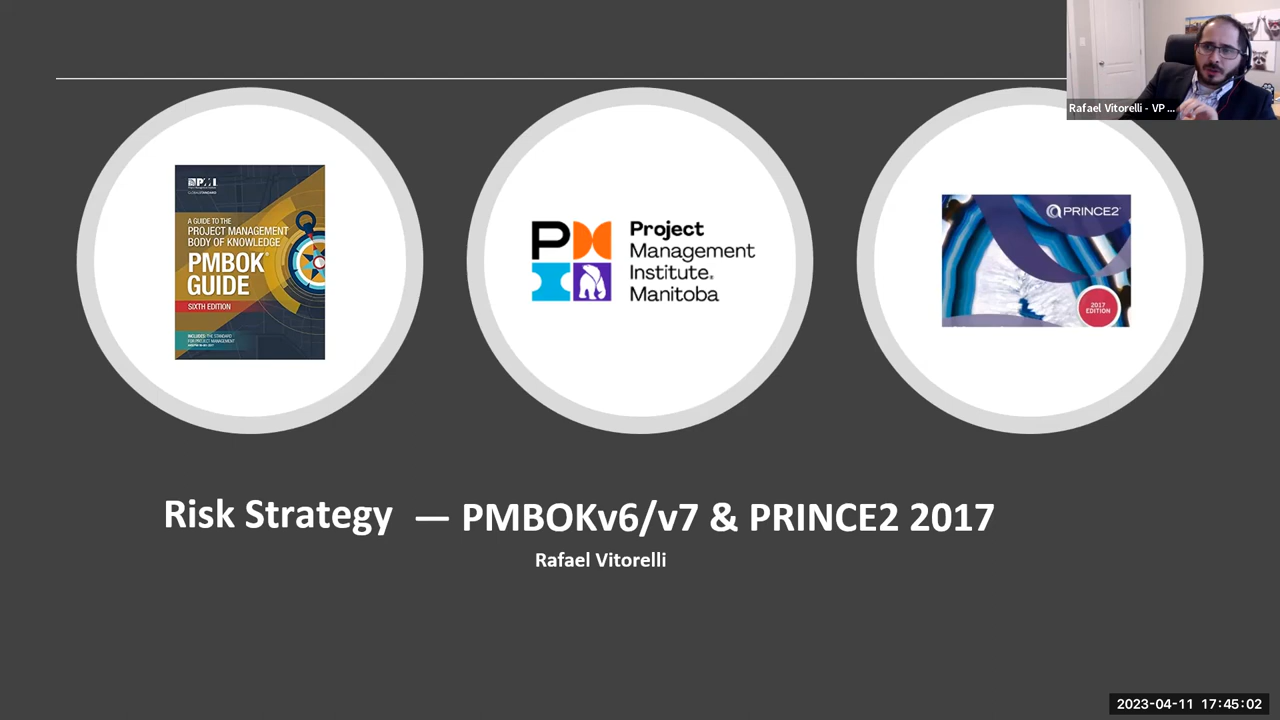 Rafael Vitorelli - VP ...
PMI
A GUIDE TO THE
PROJECT MANAGEMENT
BODY OF KNOWLEDGE
PMBOK®
GUIDE
SIXTH EDITION
Project
Management
Institute.
Manitoba
PRINCE2®
2017
EDITION
Risk Strategy — PMBOKv6/v7 & PRINCE2 2017
Rafael Vitorelli
2023-04-11 17:45:02